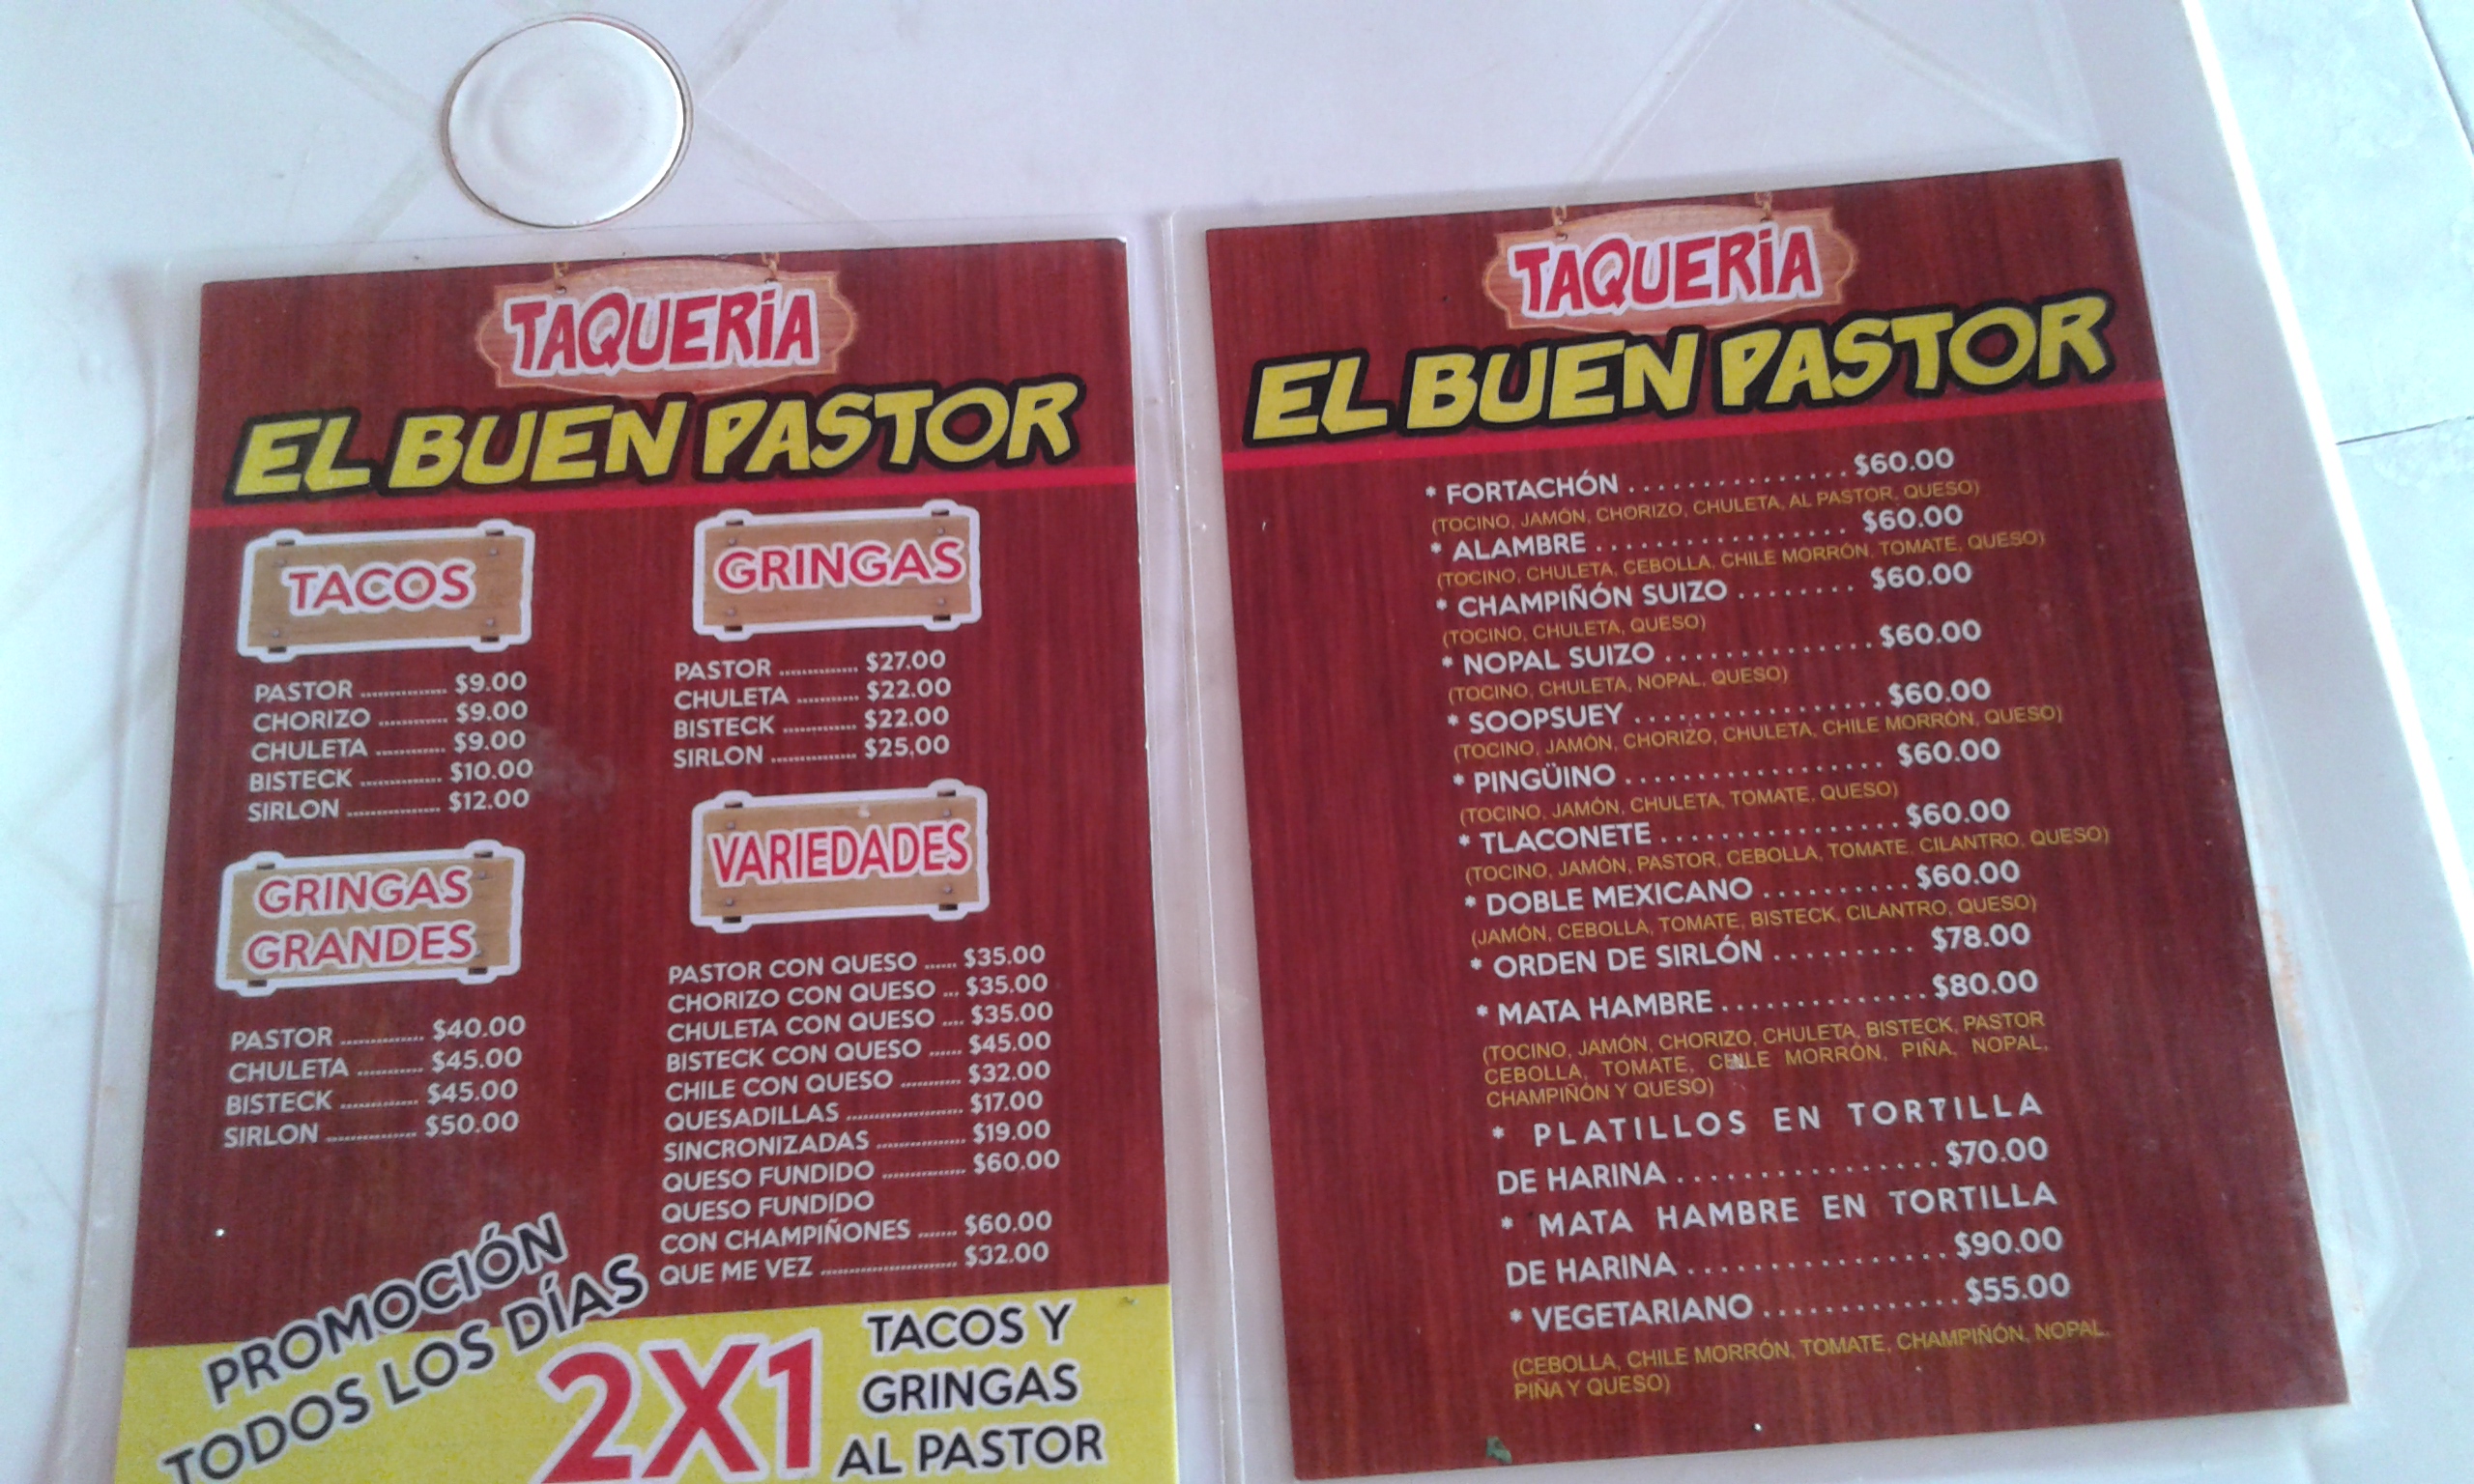 TAQUERiA
EL BUEN PASTOR
TACOS
PASTOR ............... $9.00
CHORIZO ............ $9.00
CHULETA ............ $9.00
BISTECK .............. $10.00
SIRLON ................ $12.00
GRINGAS
GRANDES
PASTOR .............. $40.00
CHULETA ........... $45.00
BISTECK ............. $45.00
SIRLON ............... $50.00
GRINGAS
PASTOR .............. $27.00
CHULETA ........... $22.00
BISTECK ............. $22.00
SIRLON ............... $25.00
VARIEDADES
PASTOR CON QUESO ...... $35.00
CHORIZO CON QUESO ... $35.00
CHULETA CON QUESO .... $35.00
BISTECK CON QUESO ...... $45.00
CHILE CON QUESO ........... $32.00
QUESADILLAS .................... $17.00
SINCRONIZADAS ................ $19.00
QUESO FUNDIDO ............... $60.00
QUESO FUNDIDO
CON CHAMPIÑONES ....... $60.00
QUE ME VEZ ........................ $32.00
PROMOCIÓN
TODOS LOS DÍAS
2X1
TACOS Y
GRINGAS
AL PASTOR
TAQUERiA
EL BUEN PASTOR
* FORTACHÓN ................ $60.00
(TOCINO, JAMÓN, CHORIZO, CHULETA, AL PASTOR, QUESO)
* ALAMBRE .................. $60.00
(TOCINO, CHULETA, CEBOLLA, CHILE MORRÓN, TOMATE, QUESO)
* CHAMPIÑÓN SUIZO ........ $60.00
(TOCINO, CHULETA, QUESO)
* NOPAL SUIZO ............... $60.00
(TOCINO, CHULETA, NOPAL, QUESO)
* SOOPSUEY .................. $60.00
(TOCINO, JAMÓN, CHORIZO, CHULETA, CHILE MORRÓN, QUESO)
* PINGÜINO .................. $60.00
(TOCINO, JAMÓN, CHULETA, TOMATE, QUESO)
* TLACONETE ................. $60.00
(TOCINO, JAMÓN, PASTOR, CEBOLLA, TOMATE, CILANTRO, QUESO)
* DOBLE MEXICANO .......... $60.00
(JAMÓN, CEBOLLA, TOMATE, BISTECK, CILANTRO, QUESO)
* ORDEN DE SIRLÓN ......... $78.00
* MATA HAMBRE .............. $80.00
(TOCINO, JAMÓN, CHORIZO, CHULETA, BISTECK, PASTOR
CEBOLLA, TOMATE, CHILE MORRÓN, PIÑA, NOPAL,
CHAMPIÑÓN Y QUESO)
* PLATILLOS EN TORTILLA
DE HARINA .................. $70.00
* MATA HAMBRE EN TORTILLA
DE HARINA .................. $90.00
* VEGETARIANO .............. $55.00
(CEBOLLA, CHILE MORRÓN, TOMATE, CHAMPIÑÓN, NOPAL,
PIÑA Y QUESO)